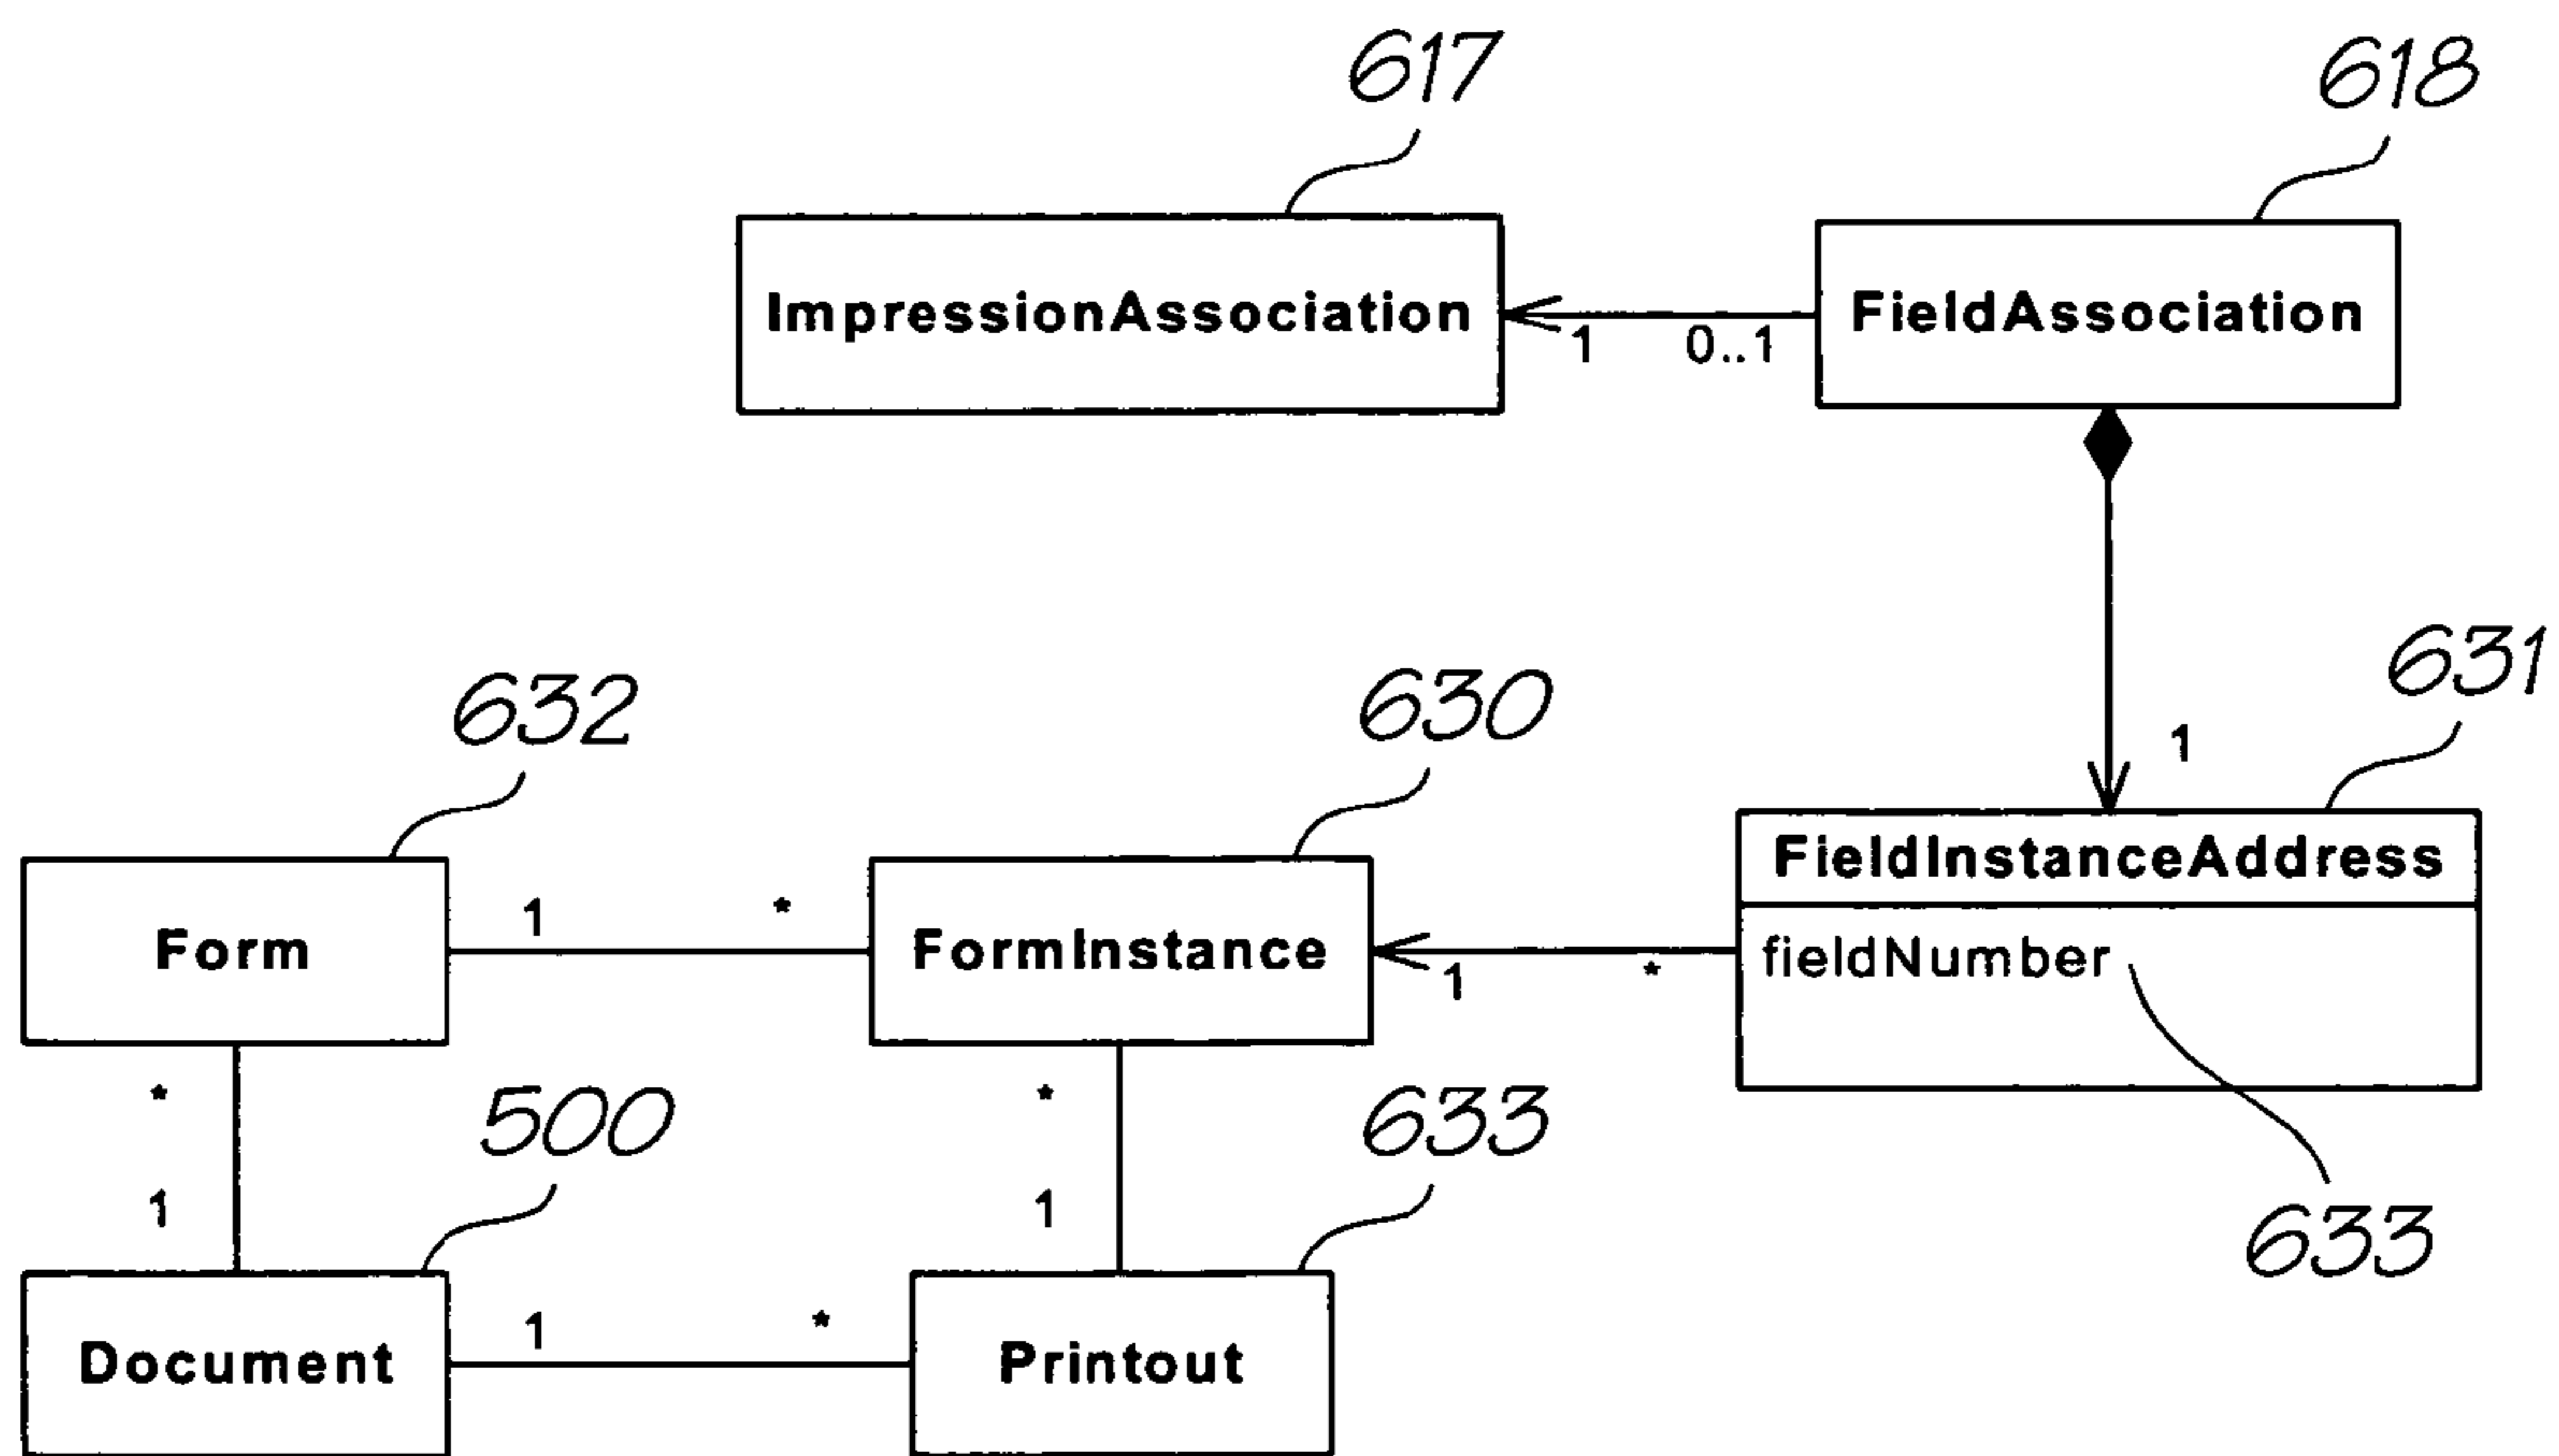 617
618
ImpressionAssociation
1
0..1
FieldAssociation
1
631
632
630
Form
1
*
FormInstance
1
*
FieldInstanceAddress
fieldNumber
*
1
500
*
1
633
633
Document
1
*
Printout